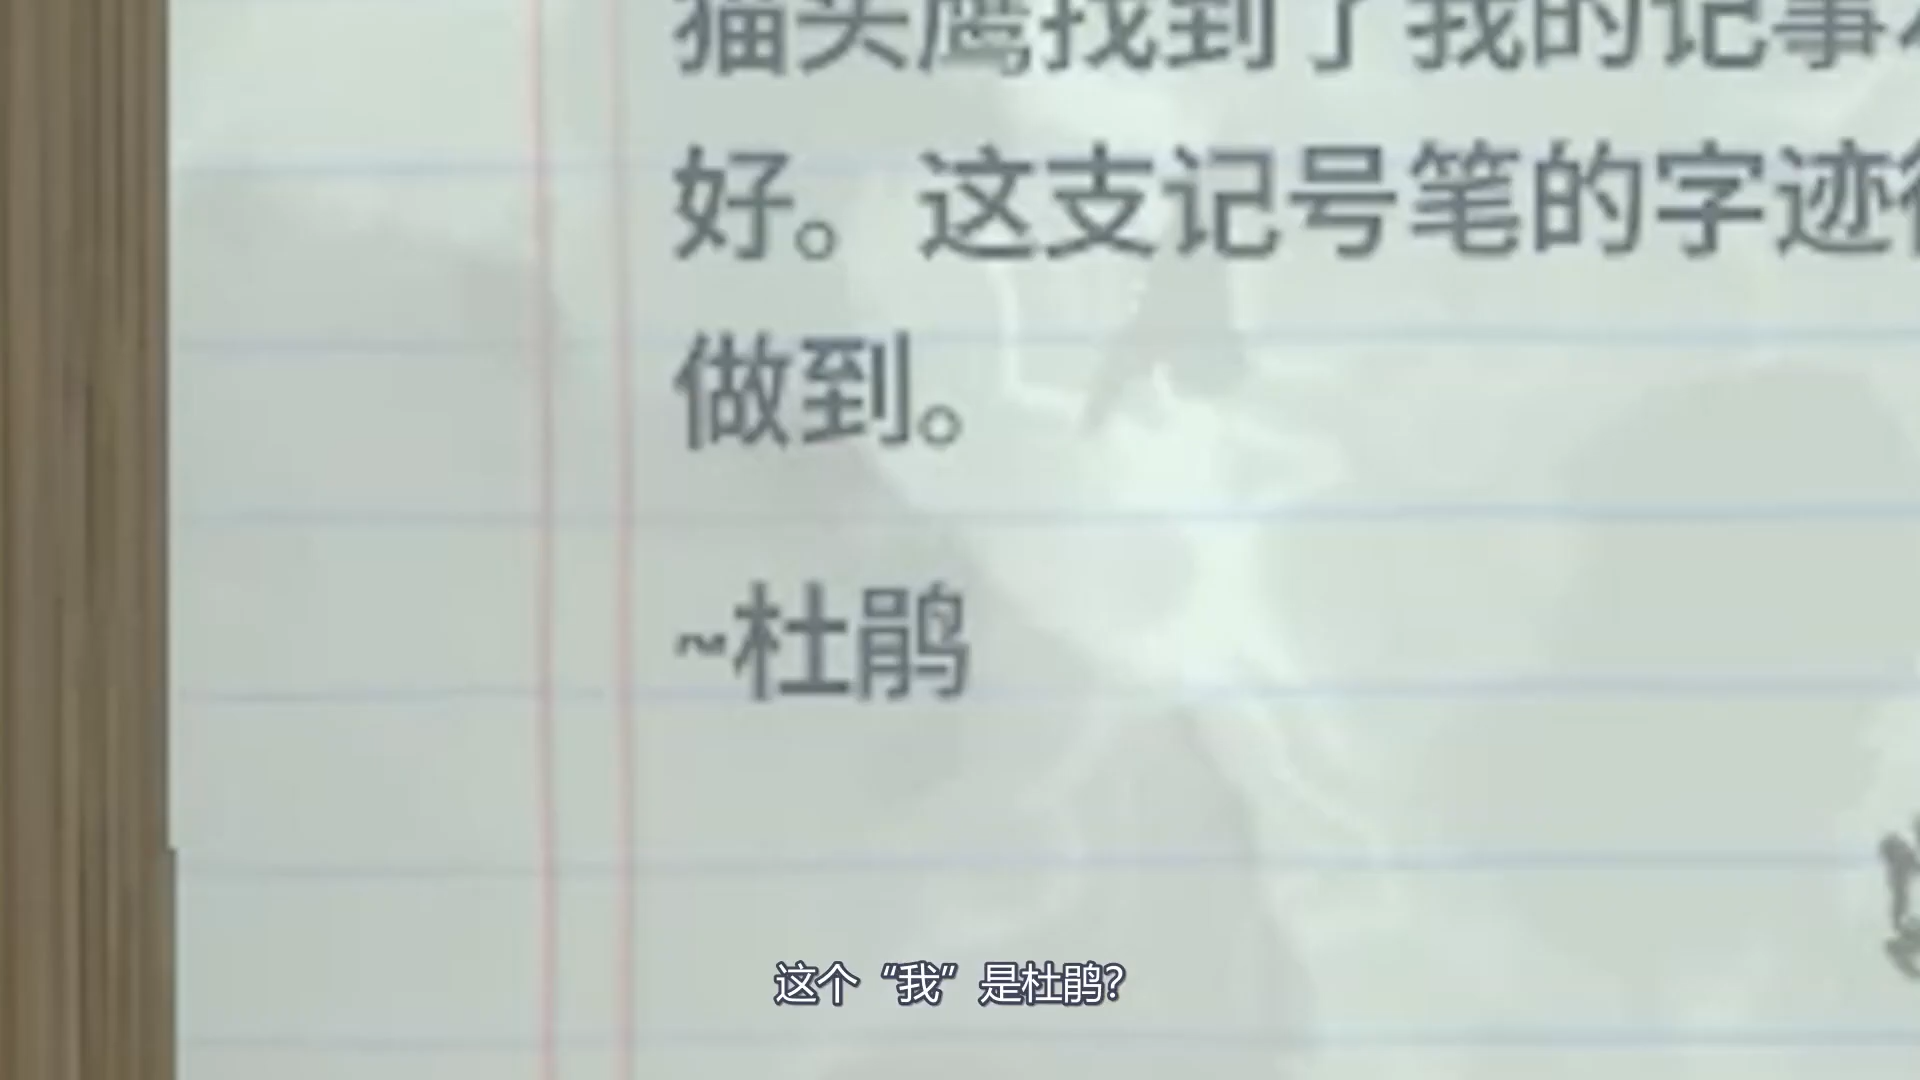 猫头鹰找到了我的记事
好。这支记号笔的字迹
做到。
~杜鹃
这个“我”是杜鹃？